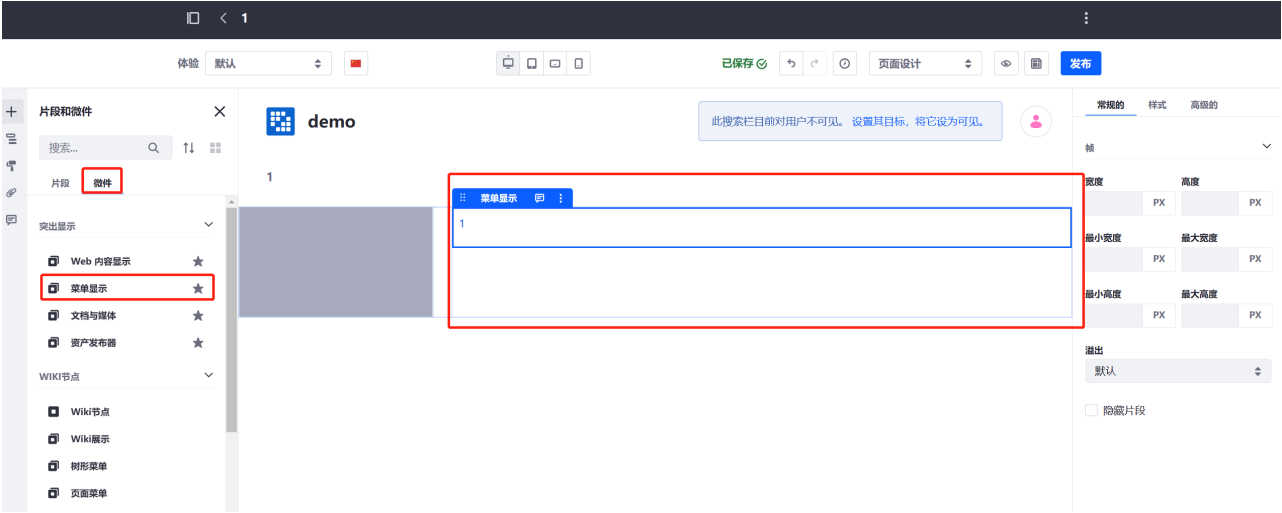 1
体验 默认
已保存 页面设计 发布
片段和微件
搜索...
片段 微件
突出显示
Web 内容显示
菜单显示
文档与媒体
资产发布器
WIKI节点
Wiki节点
Wiki展示
树形菜单
页面菜单
demo
此搜索栏目前对用户不可见。 设置其目标，将它设为可见。
1
菜单显示
1
常规的 样式 高级的
帧
宽度 高度
PX PX
最小宽度 最大宽度
PX PX
最小高度 最大高度
PX PX
溢出
默认
隐藏片段